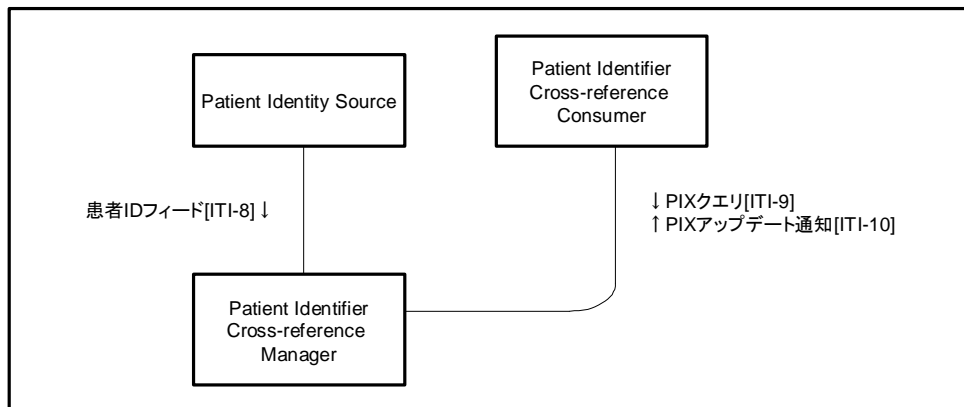 Patient Identity Source
Patient Identifier
Cross-reference
Consumer
患者IDフィード[ITI-8]↓
↓PIXクエリ[ITI-9]
↑PIXアップデート通知[ITI-10]
Patient Identifier
Cross-reference
Manager